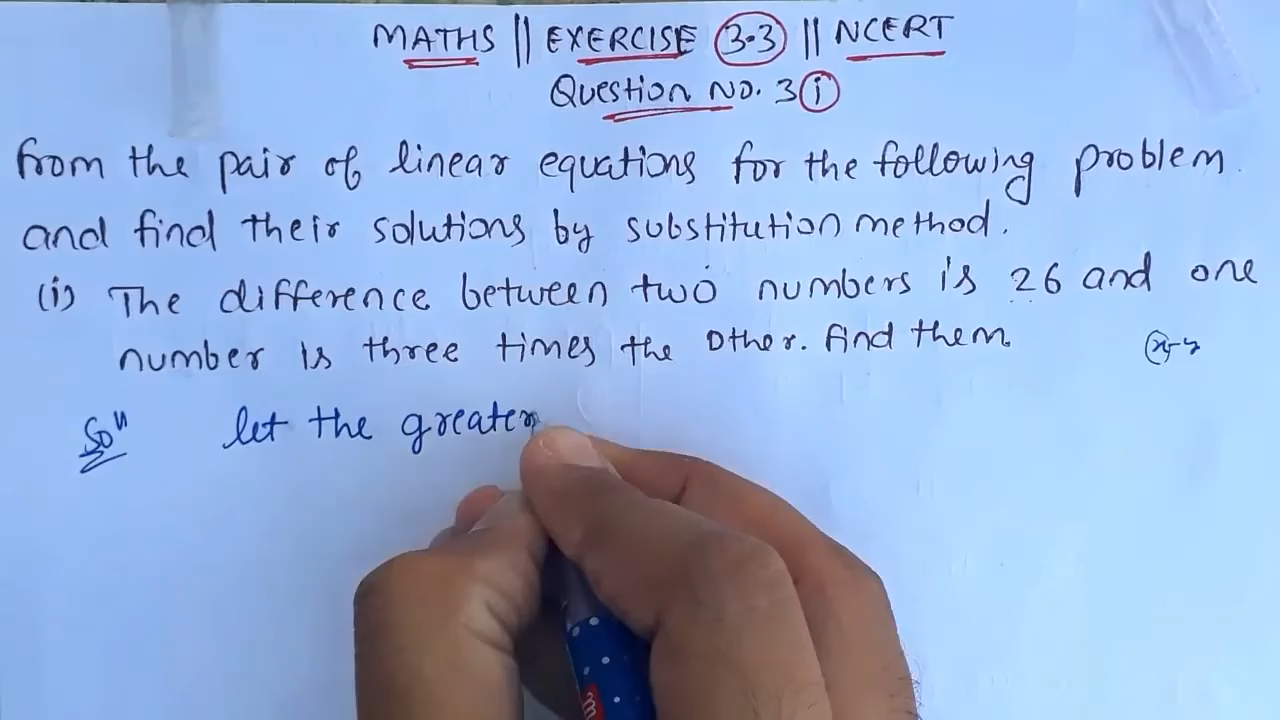 MATHS || EXERCISE 3.3 || NCERT
Question NO. 3 i
from the pair of linear equations for the following problem
and find their solutions by substitution method.
(i) The difference between two numbers is 26 and one
number is three times the other. find them.
Solⁿ let the greater